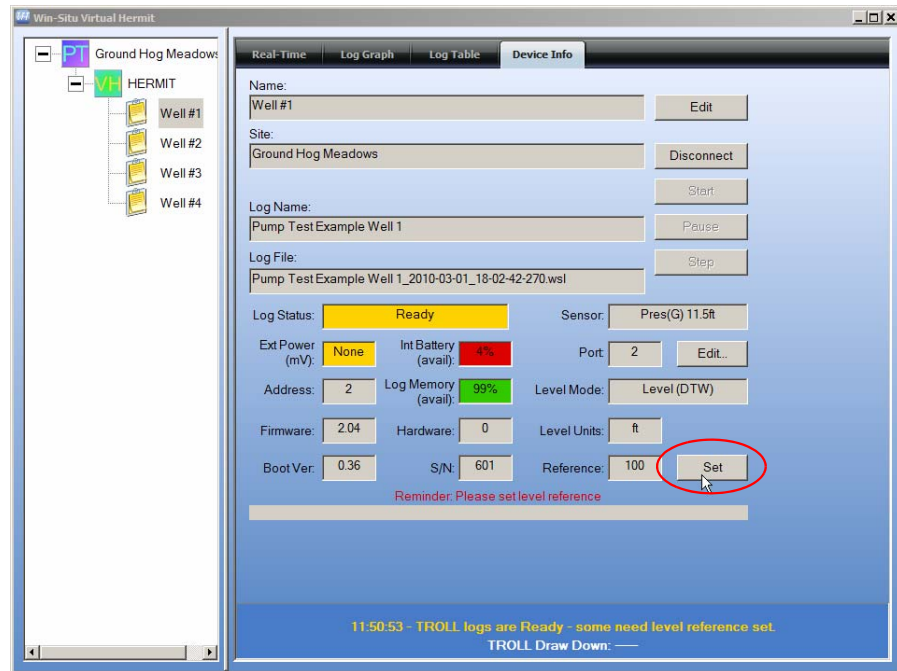 Win-Situ Virtual Hermit
PT Ground Hog Meadows
VH HERMIT
Well #1
Well #2
Well #3
Well #4
Real-Time Log Graph Log Table Device Info
Name:
Well #1 Edit
Site:
Ground Hog Meadows Disconnect
Start
Log Name:
Pump Test Example Well 1 Pause
Log File: Step
Pump Test Example Well 1_2010-03-01_18-02-42-270.wsl
Log Status: Ready Sensor: Pres(G) 11.5ft
Ext Power (mV): None Int Battery (avail): 4% Port: 2 Edit...
Address: 2 Log Memory (avail): 99% Level Mode: Level (DTW)
Firmware: 2.04 Hardware: 0 Level Units: ft
Boot Ver: 0.36 S/N: 601 Reference: 100 Set
Reminder: Please set level reference
11:50:53 - TROLL logs are Ready - some need level reference set.
TROLL Draw Down: ----